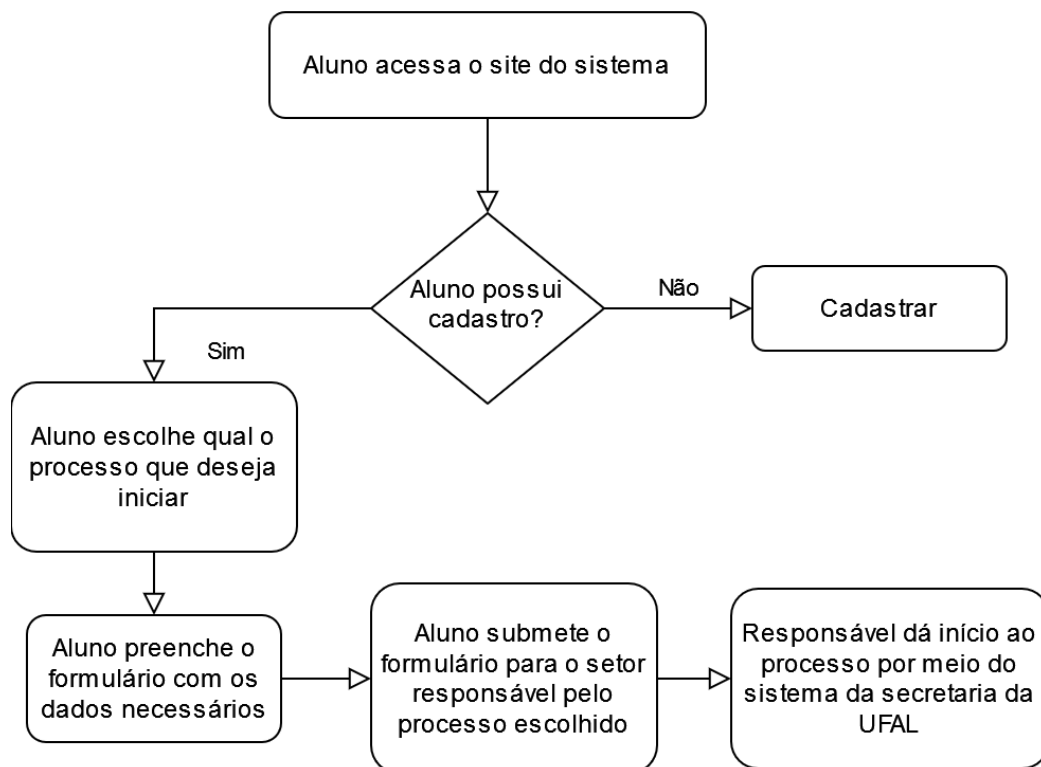 Aluno acessa o site do sistema
Aluno possui
cadastro?
Não
Cadastrar
Sim
Aluno escolhe qual o
processo que deseja
iniciar
Aluno preenche o
formulário com os
dados necessários
Aluno submete o
formulário para o setor
responsável pelo
processo escolhido
Responsável dá início ao
processo por meio do
sistema da secretaria da
UFAL